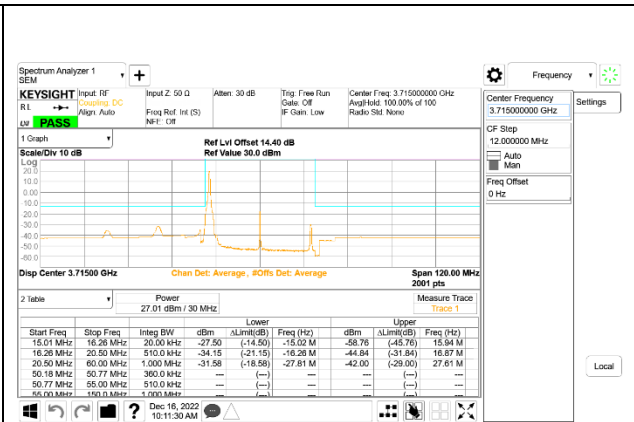 Spectrum Analyzer 1
SEM
Frequency
KEYSIGHT
Input: RF
Coupling: DC
Align: Auto
Input Z: 50 Ω
Freq Ref: Int (S)
NFE: Off
Atten: 30 dB
Trig: Free Run
Gate: Off
IF Gain: Low
Center Freq: 3.715000000 GHz
Avg|Hold: 100.00% of 100
Radio Std: None
RL
PASS
Center Frequency
3.715000000 GHz
Settings
CF Step
12.000000 MHz
Auto
Man
Freq Offset
0 Hz
1 Graph
Scale/Div 10 dB
Ref Lvl Offset 14.40 dB
Ref Value 30.0 dBm
Log
20.0
10.0
0.00
-10.0
-20.0
-30.0
-40.0
-50.0
-60.0
Disp Center 3.71500 GHz
Chan Det: Average, #Offs Det: Average
Span 120.00 MHz
2001 pts
2 Table
Power
27.01 dBm / 30 MHz
Measure Trace
Trace 1
Lower Upper
Start Freq Stop Freq Integ BW dBm ΔLimit(dB) Freq (Hz) dBm ΔLimit(dB) Freq (Hz)
15.01 MHz 16.26 MHz 20.00 kHz -27.50 (-14.50) -15.02 M -58.76 (-45.76) 15.94 M
16.26 MHz 20.50 MHz 510.0 kHz -34.15 (-21.15) -16.26 M -44.84 (-31.84) 16.87 M
20.50 MHz 60.00 MHz 1.000 MHz -31.58 (-18.58) -27.81 M -42.00 (-29.00) 27.61 M
50.18 MHz 50.77 MHz 360.0 kHz --- (---) --- --- (---) ---
50.77 MHz 55.00 MHz 510.0 kHz --- (---) --- --- (---) ---
55.00 MHz 150.0 MHz 1.000 MHz --- (---) --- --- (---) ---
Local
?
Dec 16, 2022
10:11:30 AM